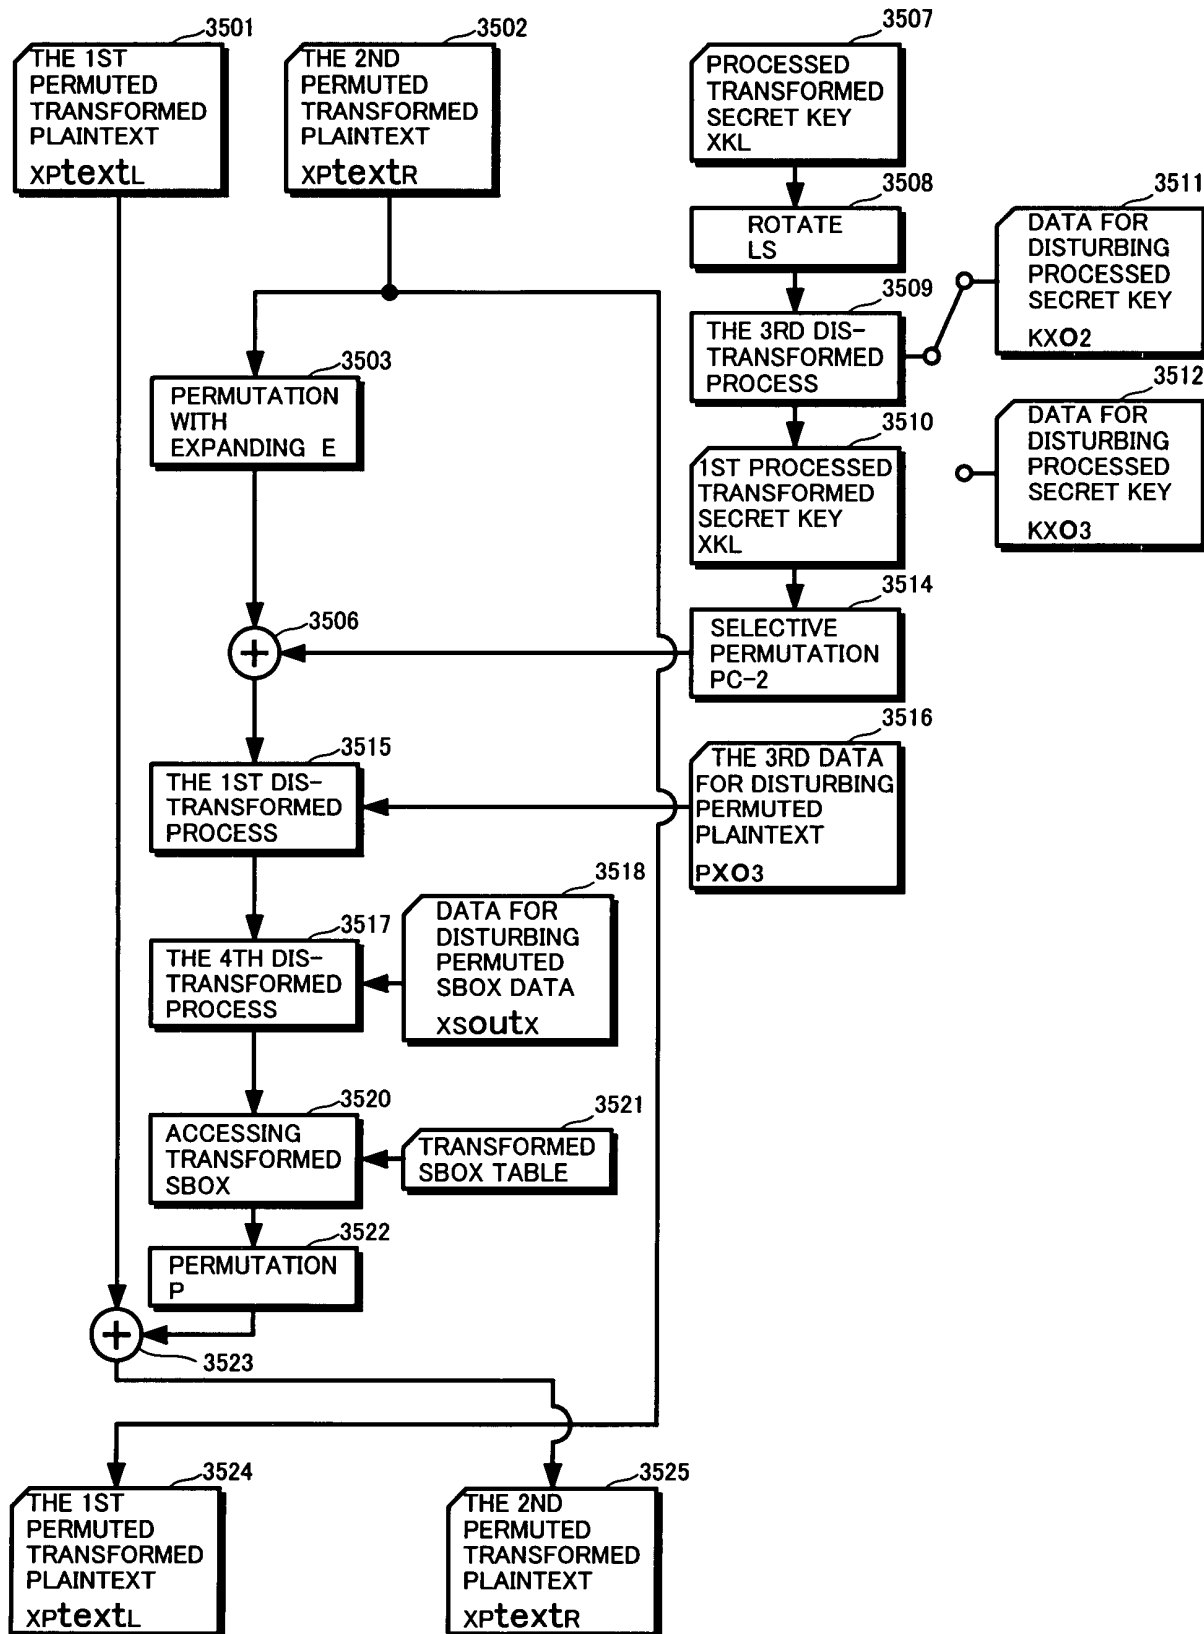 3501
THE 1ST
PERMUTED
TRANSFORMED
PLAINTEXT
XPtextL
3502
THE 2ND
PERMUTED
TRANSFORMED
PLAINTEXT
XPtextR
3507
PROCESSED
TRANSFORMED
SECRET KEY
XKL
3508
ROTATE
LS
3511
DATA FOR
DISTURBING
PROCESSED
SECRET KEY
KXO2
3509
THE 3RD DIS-
TRANSFORMED
PROCESS
3503
PERMUTATION
WITH
EXPANDING E
3512
DATA FOR
DISTURBING
PROCESSED
SECRET KEY
KXO3
3510
1ST PROCESSED
TRANSFORMED
SECRET KEY
XKL
3514
SELECTIVE
PERMUTATION
PC-2
3506
+
3515
THE 1ST DIS-
TRANSFORMED
PROCESS
3516
THE 3RD DATA
FOR DISTURBING
PERMUTED
PLAINTEXT
PXO3
3517
THE 4TH DIS-
TRANSFORMED
PROCESS
3518
DATA FOR
DISTURBING
PERMUTED
SBOX DATA
XSoutX
3520
ACCESSING
TRANSFORMED
SBOX
3521
TRANSFORMED
SBOX TABLE
3522
PERMUTATION
P
+
3523
3524
THE 1ST
PERMUTED
TRANSFORMED
PLAINTEXT
XPtextL
3525
THE 2ND
PERMUTED
TRANSFORMED
PLAINTEXT
XPtextR